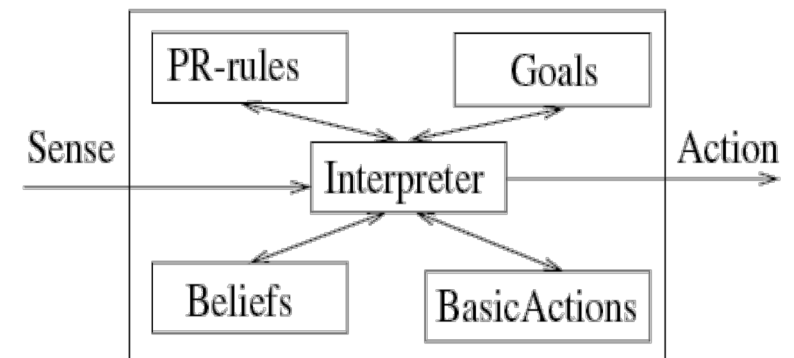 PR-rules
Goals
Sense
Interpreter
Action
Beliefs
BasicActions